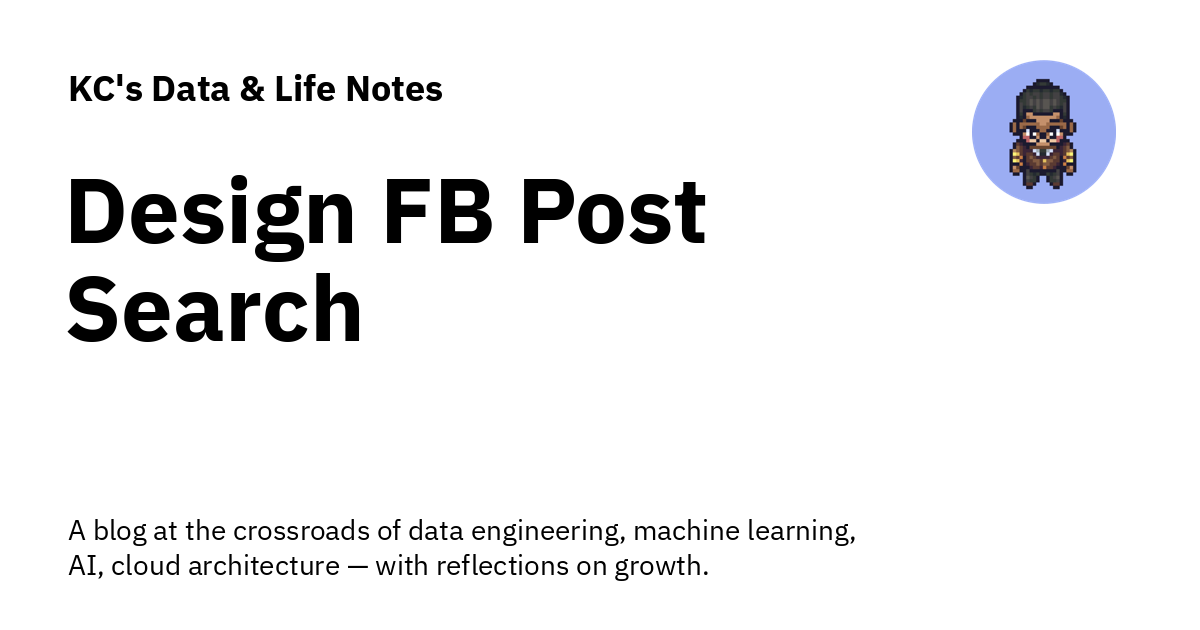 KC's Data & Life Notes
Design FB Post
Search
A blog at the crossroads of data engineering, machine learning,
AI, cloud architecture — with reflections on growth.